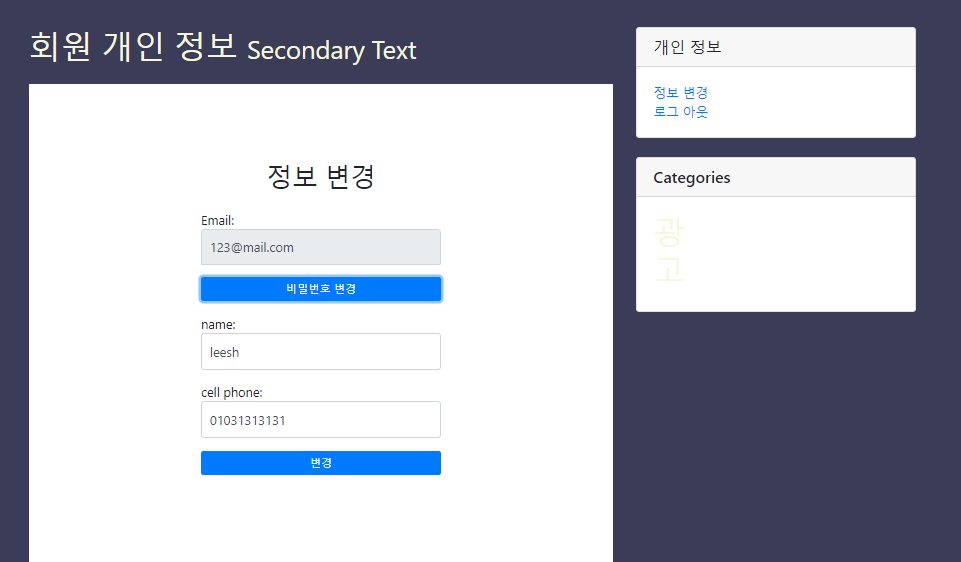 회원 개인 정보 Secondary Text
정보 변경
Email:
123@mail.com
비밀번호 변경
name:
leesh
cell phone:
01031313131
변경
개인 정보
정보 변경
로그 아웃
Categories
광
고